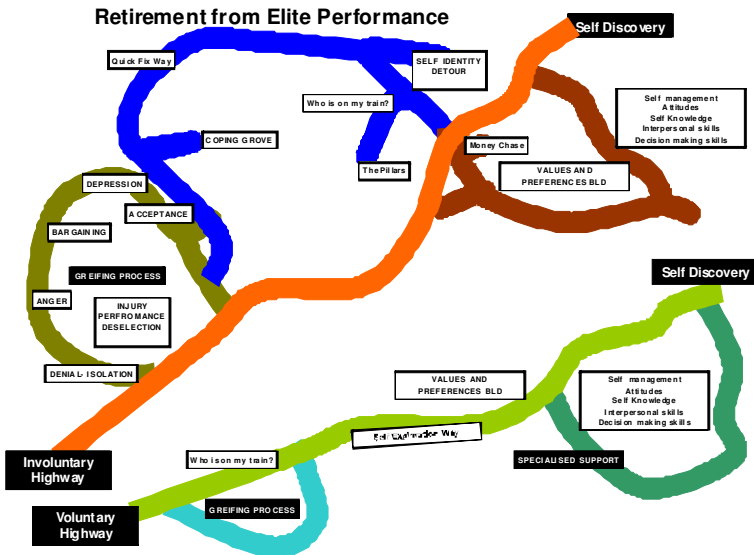 Retirement from Elite Performance
Self Discovery
Quick Fix Way
SELF IDENTITY
DETOUR
Self management
Attitudes
Self Knowledge
Interpersonal skills
Decision making skills
Who is on my train?
COPING GROVE
Money Chase
The Pillars
VALUES AND
PREFERENCES BLD
DEPRESSION
ACCEPTANCE
BARGAINING
GREIFING PROCESS
ANGER
INJURY
PERFROMANCE
DESELECTION
DENIAL- ISOLATION
Involuntary
Highway
Self Discovery
VALUES AND
PREFERENCES BLD
Self management
Attitudes
Self Knowledge
Interpersonal skills
Decision making skills
Self Exploration Way
Who is on my train?
SPECIALISED SUPPORT
GREIFING PROCESS
Voluntary
Highway